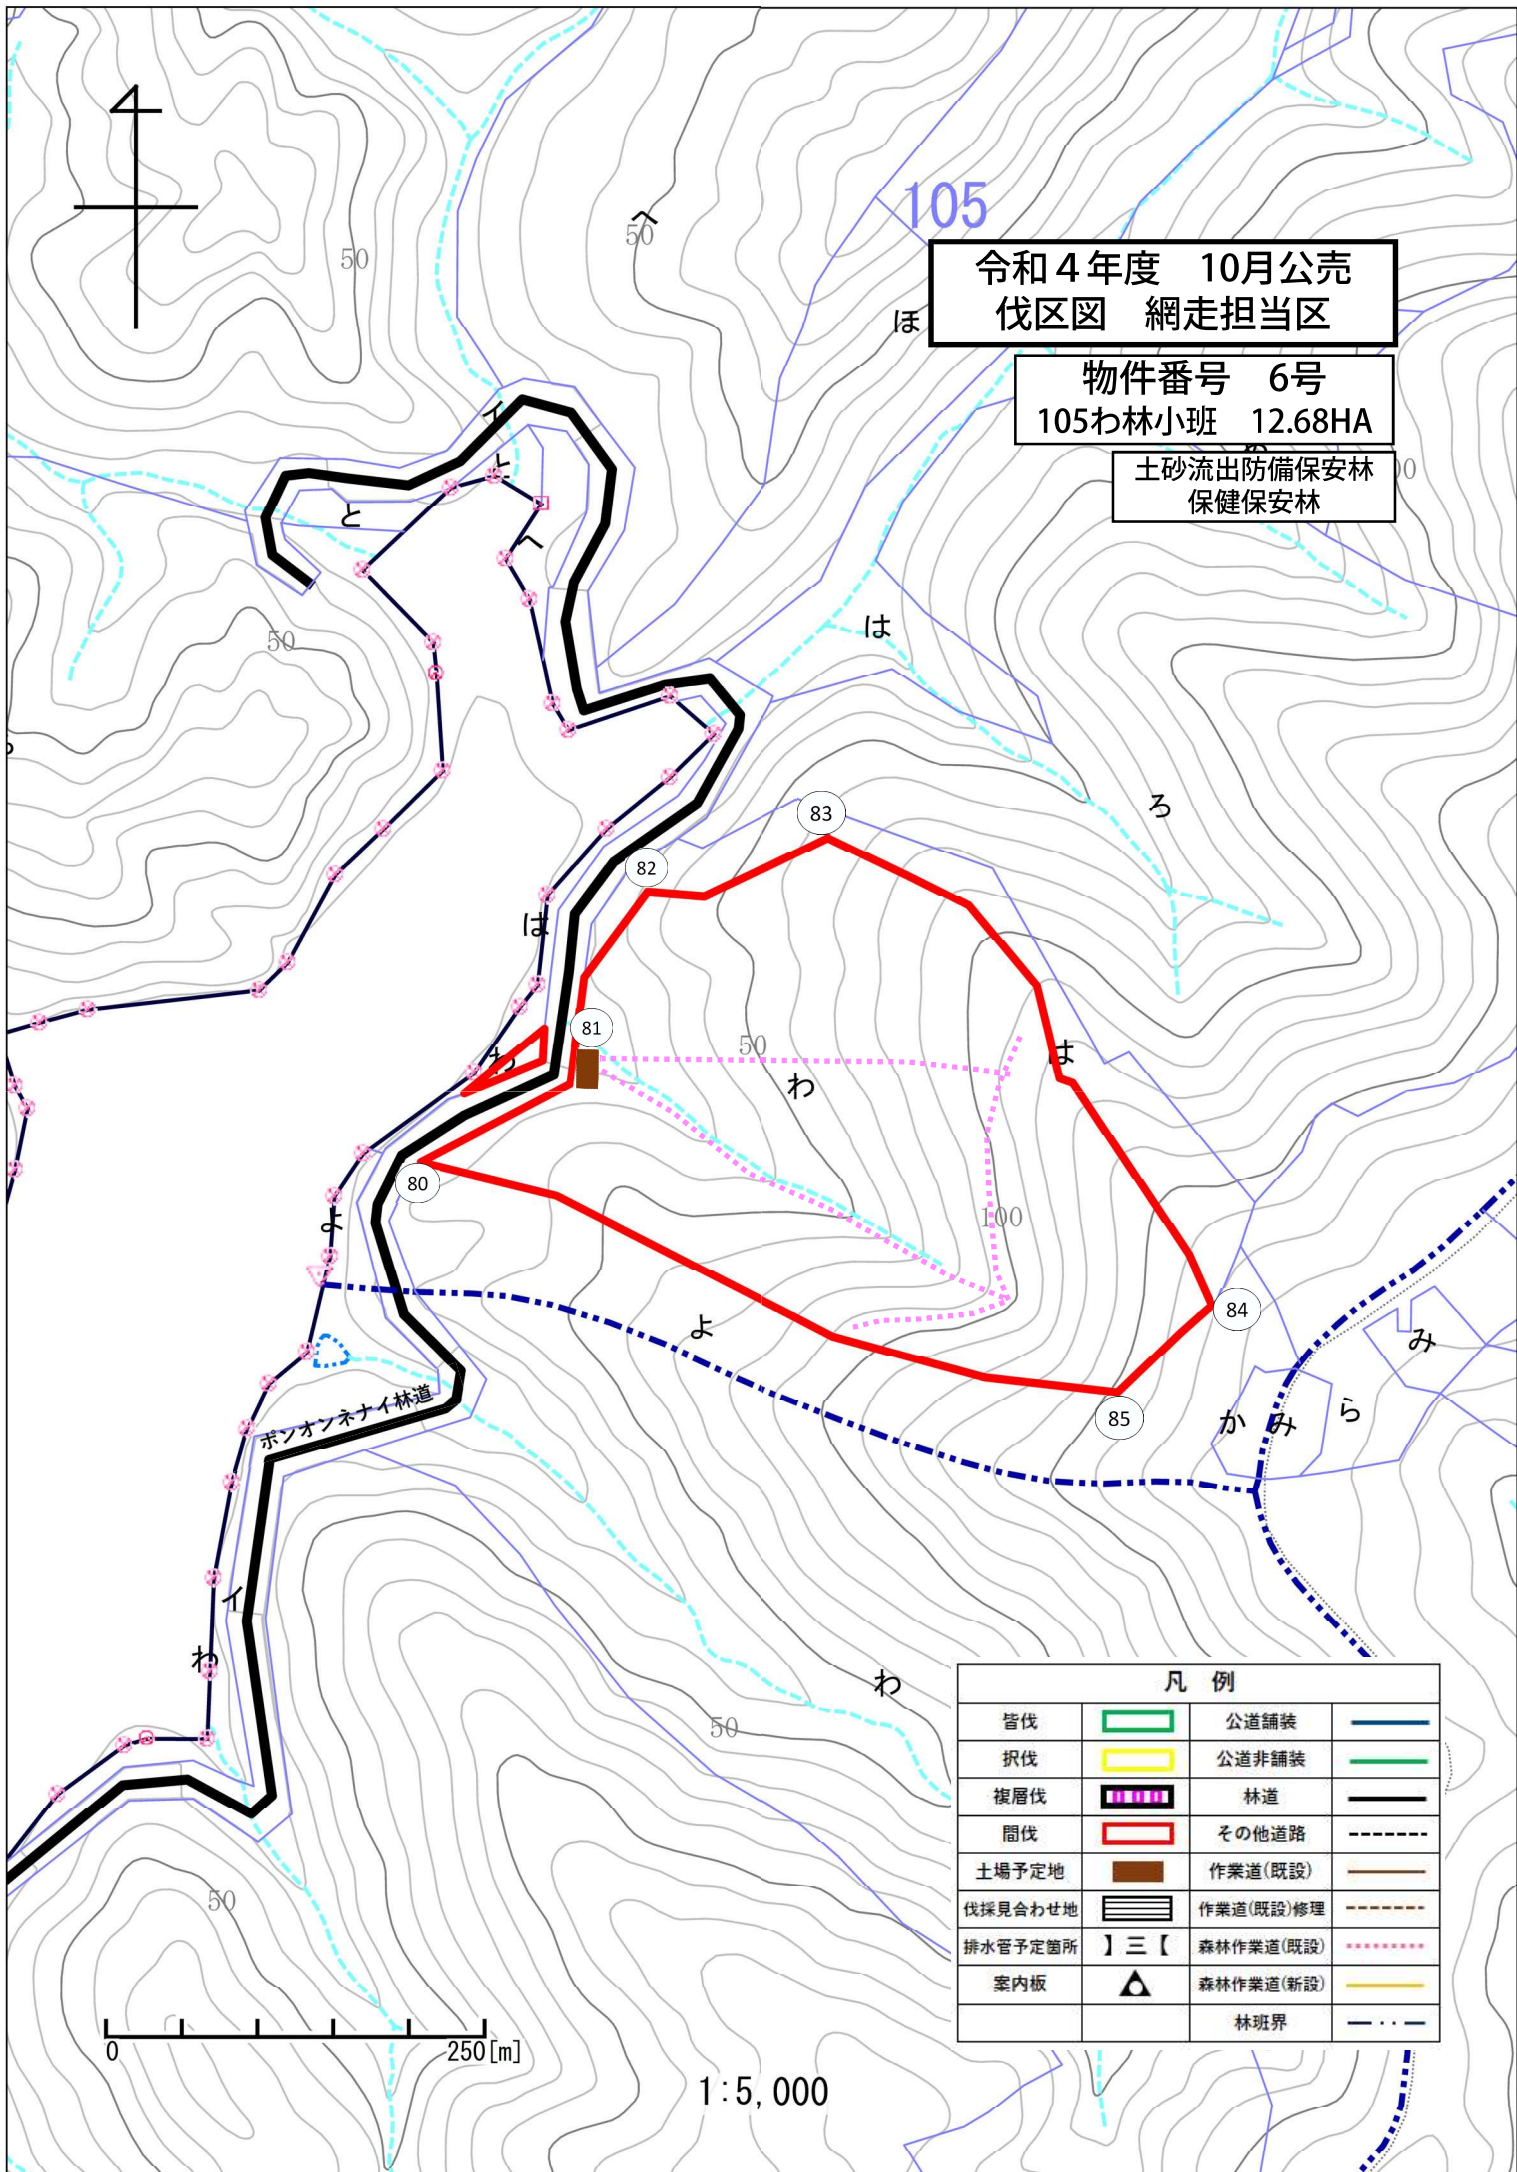 105
令和４年度　10月公売
伐区図　網走担当区
物件番号　6号
105わ林小班　12.68HA
土砂流出防備保安林
保健保安林
へ
50
50
ほ
イ
と
と
へ
00
50
は
ろ
83
82
は
81
わ
50
わ
は
80
100
よ
よ
84
み
85
か
み
ら
ポンオンネナイ林道
イ
わ
わ
50
50
凡　例
皆伐
公道舗装
択伐
公道非舗装
複層伐
林道
間伐
その他道路
土場予定地
作業道(既設)
伐採見合わせ地
作業道(既設)修理
排水管予定箇所
】三【
森林作業道(既設)
案内板
森林作業道(新設)
林班界
0
250[m]
1:5,000